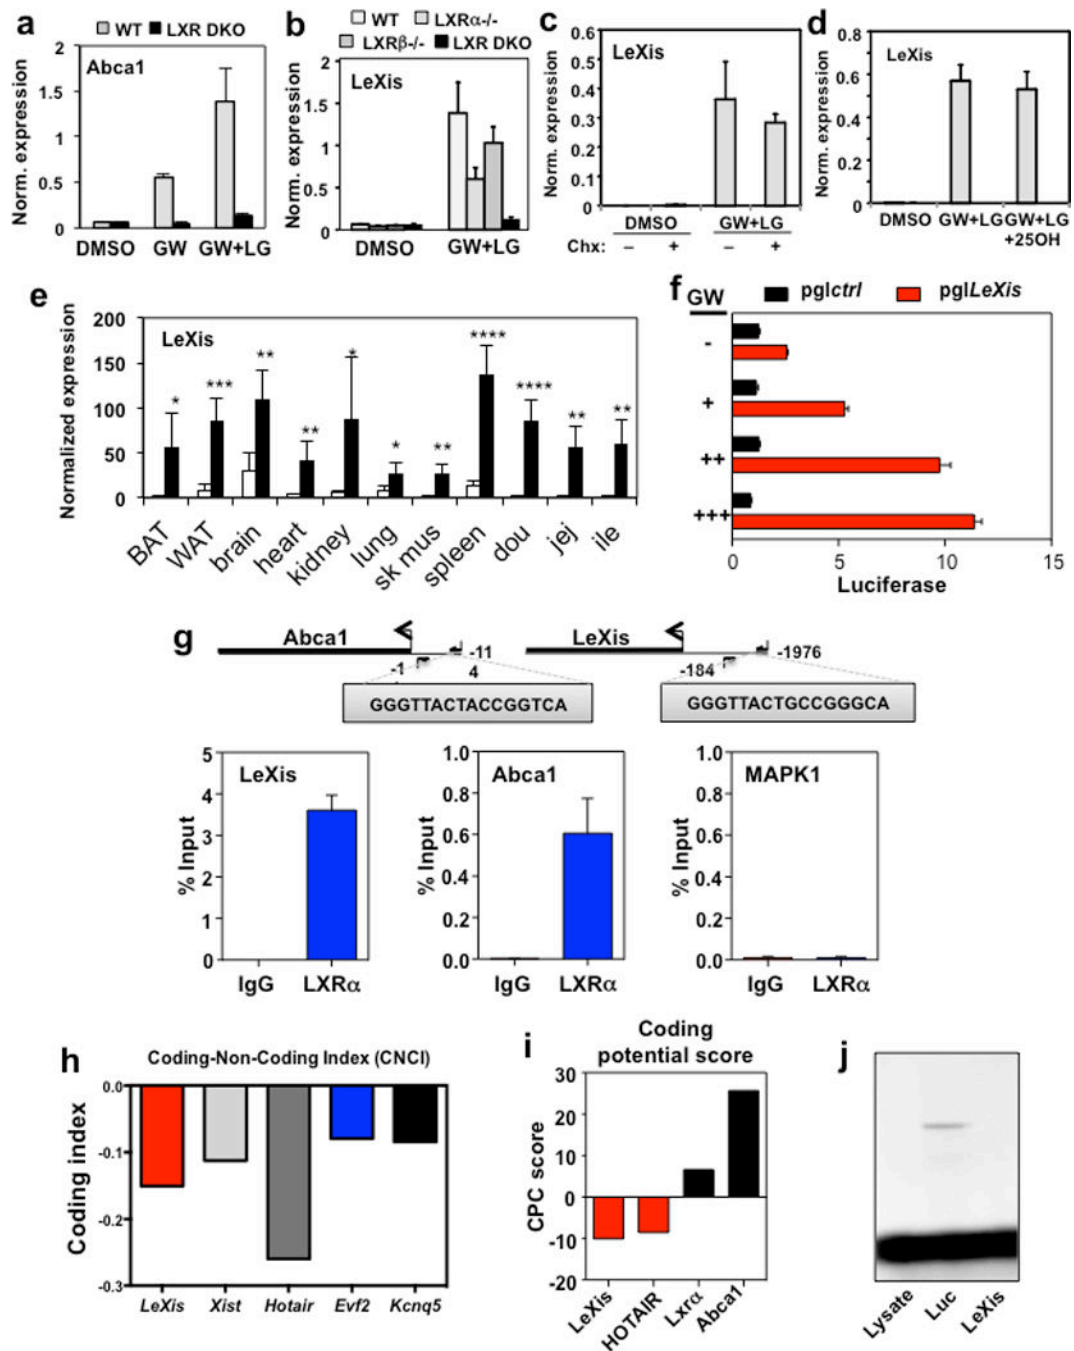 a
WT LXR DKO
Abca1
Norm. expression
2
1.5
1
0.5
0
DMSO GW GW+LG
b
WT LXRα-/-
LXRβ-/- LXR DKO
LeXis
Norm. expression
2
1.5
1
0.5
0
DMSO GW+LG
c
LeXis
Norm. expression
0.6
0.5
0.4
0.3
0.2
0.1
0
DMSO GW+LG
Chx: – + – +
d
LeXis
Norm. expression
0.8
0.6
0.4
0.2
0
DMSO GW+LG GW+LG
+25OH
e
LeXis
Normalized expression
200
150
100
50
0
* *** ** ** * * ** **** **** ** **
BAT WAT brain heart kidney lung sk mus spleen dou jej ile
f
GW pglctrl pglLeXis
-
+
++
+++
0 5 10 15
Luciferase
g
Abca1 -11
4
-1
GGGTTACTACCGGTCA
LeXis -1976
-184
GGGTTACTGCCGGGCA
LeXis
% Input
5
4
3
2
1
0
IgG LXRα
Abca1
% Input
1.0
0.8
0.6
0.4
0.2
0.0
IgG LXRα
MAPK1
% Input
1.0
0.8
0.6
0.4
0.2
0.0
IgG LXRα
h
Coding-Non-Coding Index (CNCI)
Coding index
0.0
-0.1
-0.2
-0.3
LeXis Xist Hotair Evf2 Kcnq5
i
Coding
potential score
CPC score
30
20
10
0
-10
-20
LeXis HOTAIR Lxrα Abca1
j
Lysate Luc LeXis